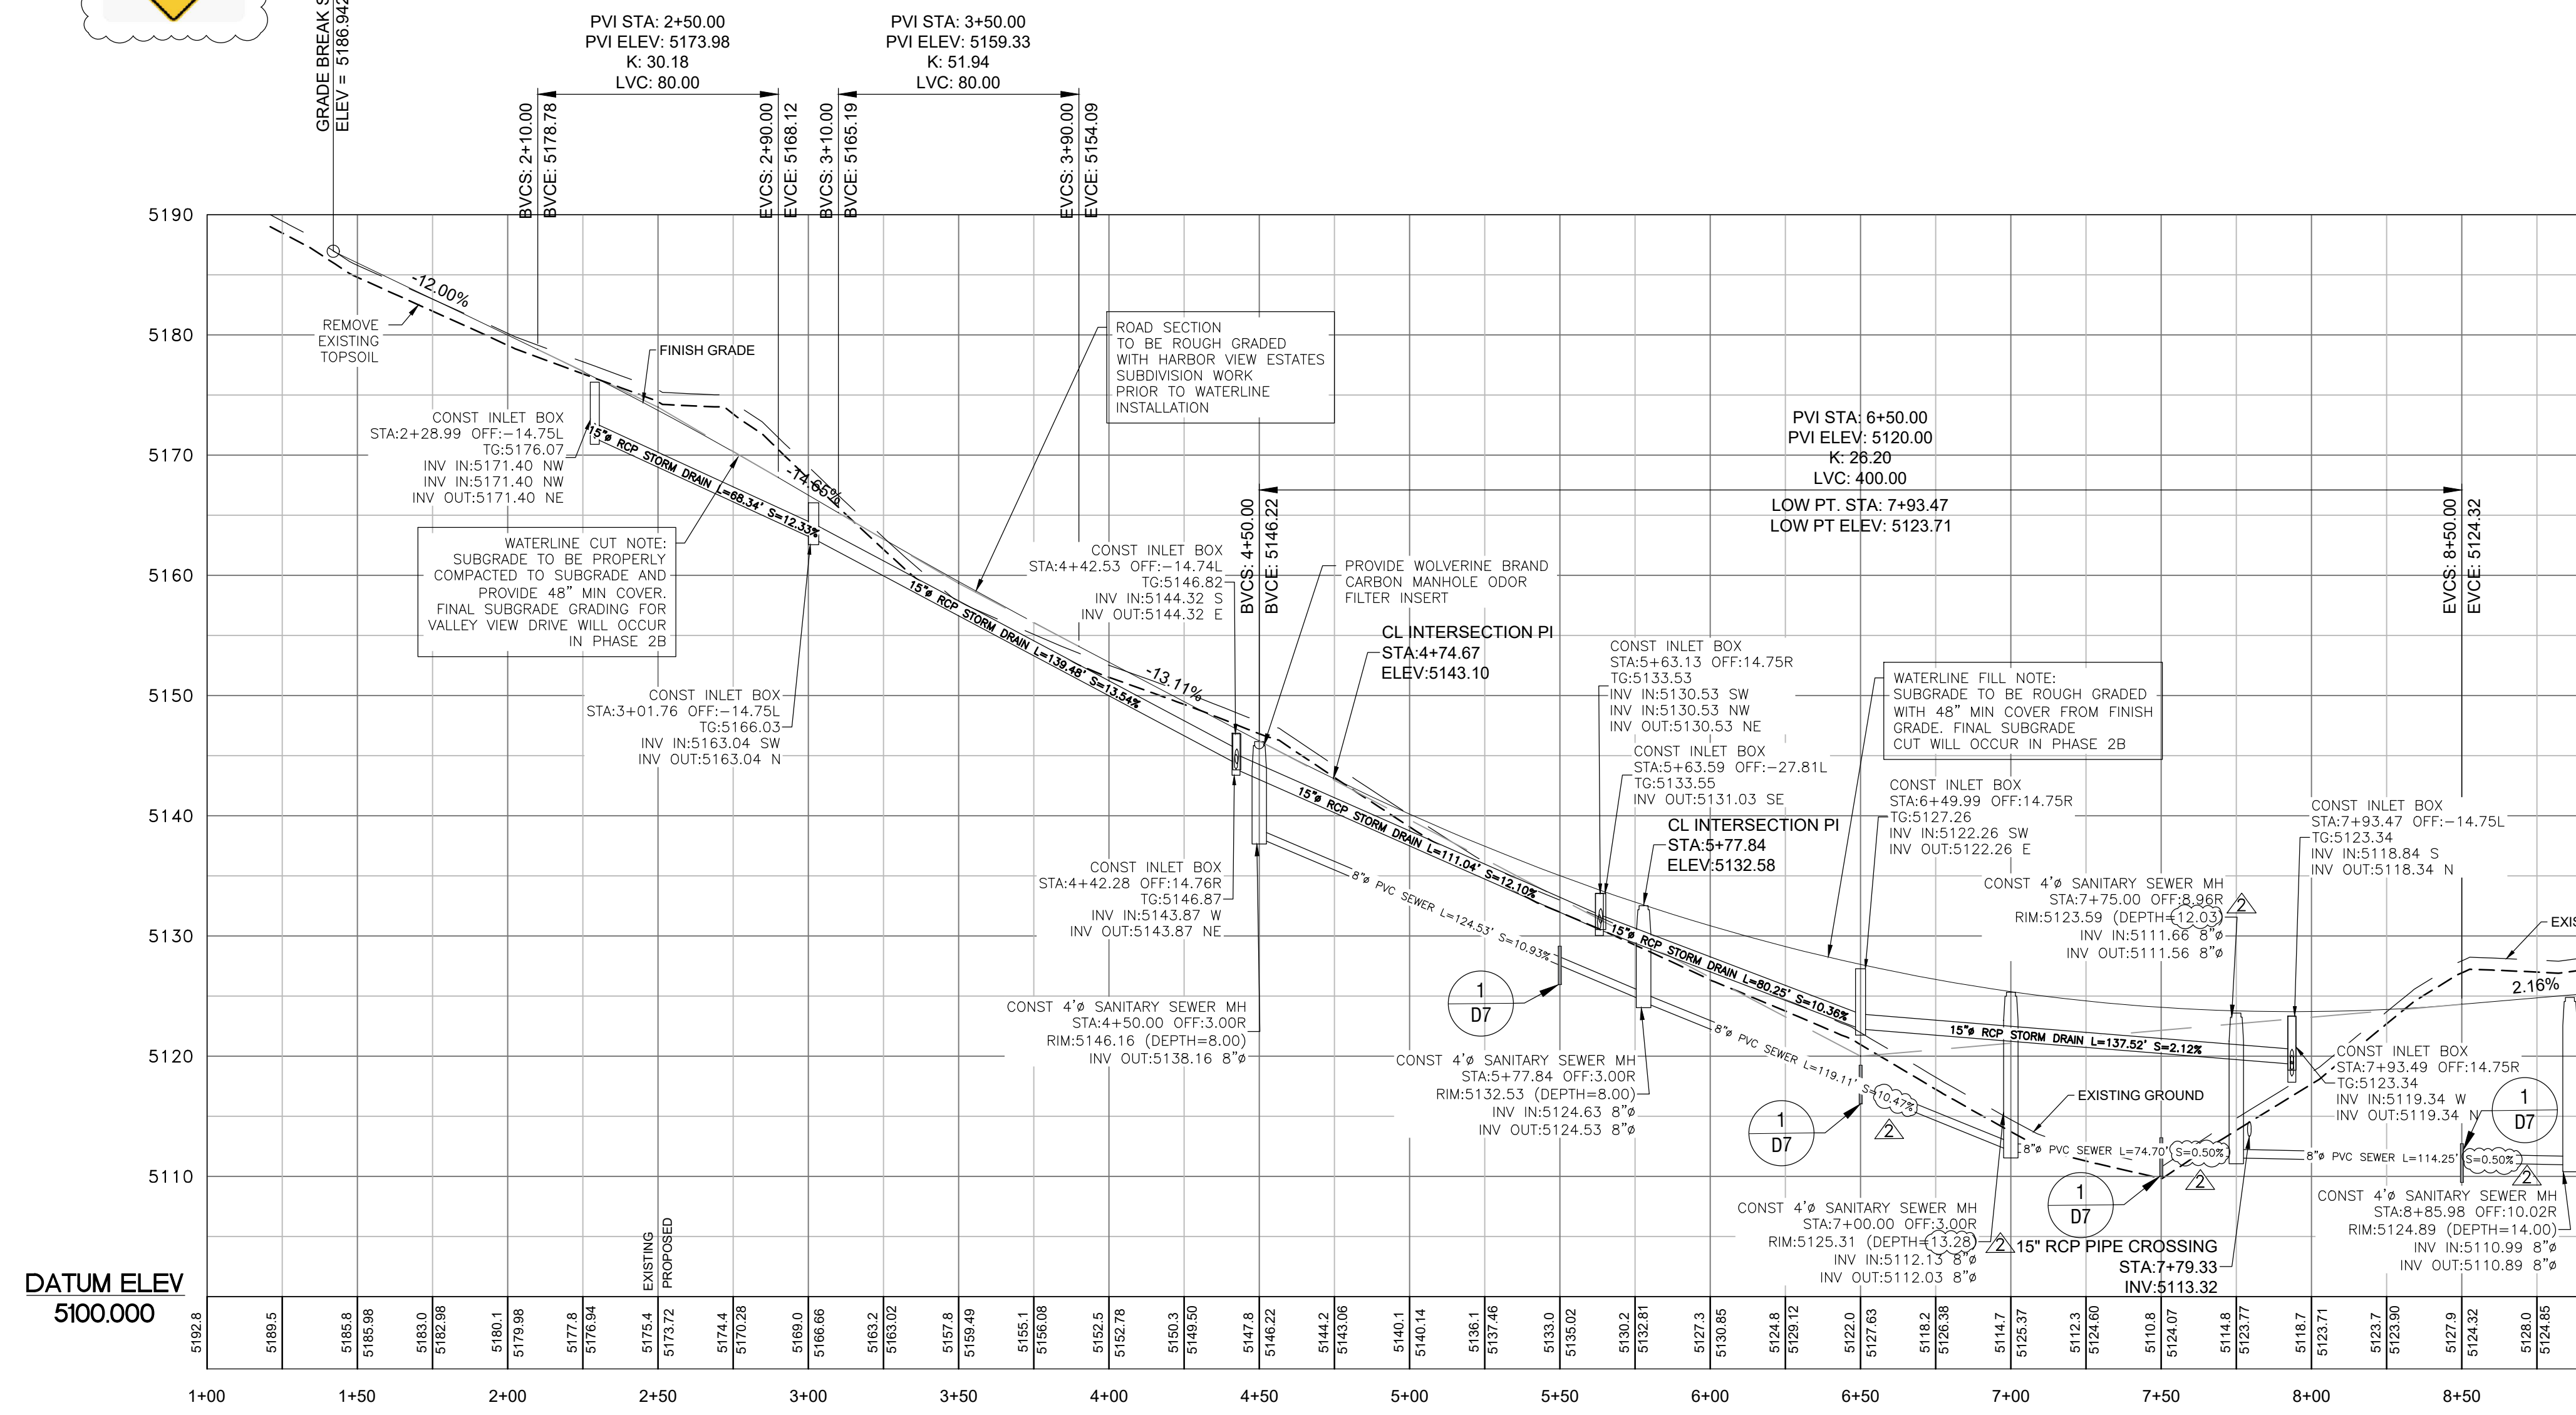 GRADE BREAK S
ELEV = 5186.942
PVI STA: 2+50.00
PVI ELEV: 5173.98
K: 30.18
LVC: 80.00
PVI STA: 3+50.00
PVI ELEV: 5159.33
K: 51.94
LVC: 80.00
BVCS: 2+10.00
BVCE: 5178.78
EVCS: 2+90.00
EVCE: 5168.12
BVCS: 3+10.00
BVCE: 5165.19
EVCS: 3+90.00
EVCE: 5154.09
5190
5180
5170
5160
5150
5140
5130
5120
5110
-12.00%
REMOVE
EXISTING
TOPSOIL
FINISH GRADE
CONST INLET BOX
STA:2+28.99 OFF:-14.75L
TG:5176.07
INV IN:5171.40 NW
INV IN:5171.40 NW
INV OUT:5171.40 NE
15"ø RCP STORM DRAIN L=68.34' S=12.33%
-14.65%
WATERLINE CUT NOTE:
SUBGRADE TO BE PROPERLY
COMPACTED TO SUBGRADE AND
PROVIDE 48" MIN COVER.
FINAL SUBGRADE GRADING FOR
VALLEY VIEW DRIVE WILL OCCUR
IN PHASE 2B
CONST INLET BOX
STA:3+01.76 OFF:-14.75L
TG:5166.03
INV IN:5163.04 SW
INV OUT:5163.04 N
ROAD SECTION
TO BE ROUGH GRADED
WITH HARBOR VIEW ESTATES
SUBDIVISION WORK
PRIOR TO WATERLINE
INSTALLATION
15"ø RCP STORM DRAIN L=139.48' S=13.54%
-13.11%
CONST INLET BOX
STA:4+42.53 OFF:-14.74L
TG:5146.82
INV IN:5144.32 S
INV OUT:5144.32 E
BVCS: 4+50.00
BVCE: 5146.22
PROVIDE WOLVERINE BRAND
CARBON MANHOLE ODOR
FILTER INSERT
CL INTERSECTION PI
STA:4+74.67
ELEV:5143.10
PVI STA: 6+50.00
PVI ELEV: 5120.00
K: 26.20
LVC: 400.00
LOW PT. STA: 7+93.47
LOW PT ELEV: 5123.71
EVCS: 8+50.00
EVCE: 5124.32
CONST INLET BOX
STA:4+42.28 OFF:14.76R
TG:5146.87
INV IN:5143.87 W
INV OUT:5143.87 NE
15"ø RCP STORM DRAIN L=111.04' S=12.10%
8"ø PVC SEWER L=124.53' S=10.93%
CONST 4'ø SANITARY SEWER MH
STA:4+50.00 OFF:3.00R
RIM:5146.16 (DEPTH=8.00)
INV OUT:5138.16 8"ø
CONST INLET BOX
STA:5+63.13 OFF:14.75R
TG:5133.53
INV IN:5130.53 SW
INV IN:5130.53 NW
INV OUT:5130.53 NE
CONST INLET BOX
STA:5+63.59 OFF:-27.81L
TG:5133.55
INV OUT:5131.03 SE
CL INTERSECTION PI
STA:5+77.84
ELEV:5132.58
WATERLINE FILL NOTE:
SUBGRADE TO BE ROUGH GRADED
WITH 48" MIN COVER FROM FINISH
GRADE. FINAL SUBGRADE
CUT WILL OCCUR IN PHASE 2B
CONST INLET BOX
STA:6+49.99 OFF:14.75R
TG:5127.26
INV IN:5122.26 SW
INV OUT:5122.26 E
CONST 4'ø SANITARY SEWER MH
STA:7+75.00 OFF:8.96R
RIM:5123.59 (DEPTH=12.03)
INV IN:5111.66 8"ø
INV OUT:5111.56 8"ø
2
CONST INLET BOX
STA:7+93.47 OFF:-14.75L
TG:5123.34
INV IN:5118.84 S
INV OUT:5118.34 N
EXIS
2.16%
1
D7
15"ø RCP STORM DRAIN L=80.25' S=10.36%
15"ø RCP STORM DRAIN L=137.52' S=2.12%
8"ø PVC SEWER L=119.11' S=10.47%
2
CONST 4'ø SANITARY SEWER MH
STA:5+77.84 OFF:3.00R
RIM:5132.53 (DEPTH=8.00)
INV IN:5124.63 8"ø
INV OUT:5124.53 8"ø
1
D7
EXISTING GROUND
CONST INLET BOX
STA:7+93.49 OFF:14.75R
TG:5123.34
INV IN:5119.34 W
INV OUT:5119.34 N
1
D7
8"ø PVC SEWER L=74.70' S=0.50%
2
8"ø PVC SEWER L=114.25' S=0.50%
2
1
D7
CONST 4'ø SANITARY SEWER MH
STA:7+00.00 OFF:3.00R
RIM:5125.31 (DEPTH=13.28)
INV IN:5112.13 8"ø
INV OUT:5112.03 8"ø
2
15" RCP PIPE CROSSING
STA:7+79.33
INV:5113.32
CONST 4'ø SANITARY SEWER MH
STA:8+85.98 OFF:10.02R
RIM:5124.89 (DEPTH=14.00)
INV IN:5110.99 8"ø
INV OUT:5110.89 8"ø
EXISTING
PROPOSED
DATUM ELEV
5100.000
5192.8
5189.5
5185.8
5185.98
5183.0
5182.98
5180.1
5179.98
5177.8
5176.94
5175.4
5173.72
5174.4
5170.28
5169.0
5166.66
5163.2
5163.02
5157.8
5159.49
5155.1
5156.08
5152.5
5152.78
5150.3
5149.50
5147.8
5146.22
5144.2
5143.06
5140.1
5140.14
5136.1
5137.46
5133.0
5135.02
5130.2
5132.81
5127.3
5130.85
5124.8
5129.12
5122.0
5127.63
5118.2
5126.38
5114.7
5125.37
5112.3
5124.60
5110.8
5124.07
5114.8
5123.77
5118.7
5123.71
5123.7
5123.90
5127.9
5124.32
5128.0
5124.85
1+00
1+50
2+00
2+50
3+00
3+50
4+00
4+50
5+00
5+50
6+00
6+50
7+00
7+50
8+00
8+50